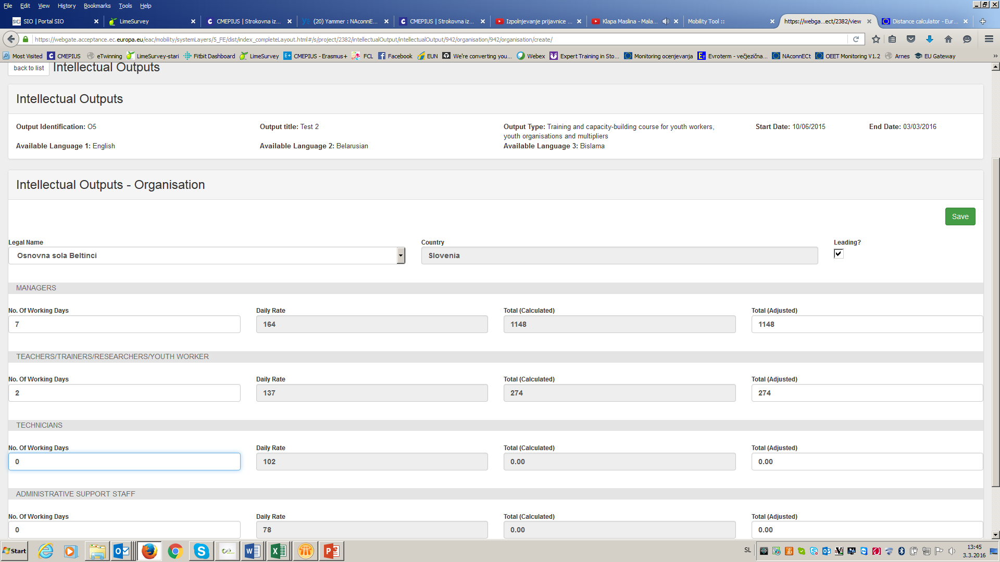 File Edit View History Bookmarks Tools Help
SIO | Portal SIO LimeSurvey CMEPIUS | Strokovna iz... (20) Yammer : NAconnE... CMEPIUS | Strokovna iz... Izpolnjevanje prijavnice ... Klapa Maslina - Mala... Mobility Tool :: https://webga...ect/2382/view Distance calculator - Eur...
https://webgate.acceptance.ec.europa.eu/eac/mobility/systemLayers/5_FE/dist/index_completeLayout.html#/s/project/2382/intellectualOutput/intellectualOutput/942/organisation/942/organisation/create/
Most Visited CMEPIUS eTwinning LimeSurvey-stari Fitbit Dashboard LimeSurvey CMEPIUS - Erasmus+ FCL Facebook EUN We're converting you... Webex Expert Training in Sto... Monitoring ocenjevanja Evroterm - večjezična... NAconnECt OEET Monitoring V1.2 Arnes EU Gateway
back to list Intellectual Outputs
Intellectual Outputs
Output Identification: O5 Output title: Test 2 Output Type: Training and capacity-building course for youth workers, Start Date: 10/06/2015 End Date: 03/03/2016
youth organisations and multipliers
Available Language 1: English Available Language 2: Belarusian Available Language 3: Bislama
Intellectual Outputs - Organisation
Save
Legal Name Country Leading?
Osnovna sola Beltinci Slovenia
MANAGERS
No. Of Working Days Daily Rate Total (Calculated) Total (Adjusted)
7 164 1148 1148
TEACHERS/TRAINERS/RESEARCHERS/YOUTH WORKER
No. Of Working Days Daily Rate Total (Calculated) Total (Adjusted)
2 137 274 274
TECHNICIANS
No. Of Working Days Daily Rate Total (Calculated) Total (Adjusted)
0 102 0.00 0.00
ADMINISTRATIVE SUPPORT STAFF
No. Of Working Days Daily Rate Total (Calculated) Total (Adjusted)
0 78 0.00 0.00
Start SL 13:45
3.3.2016